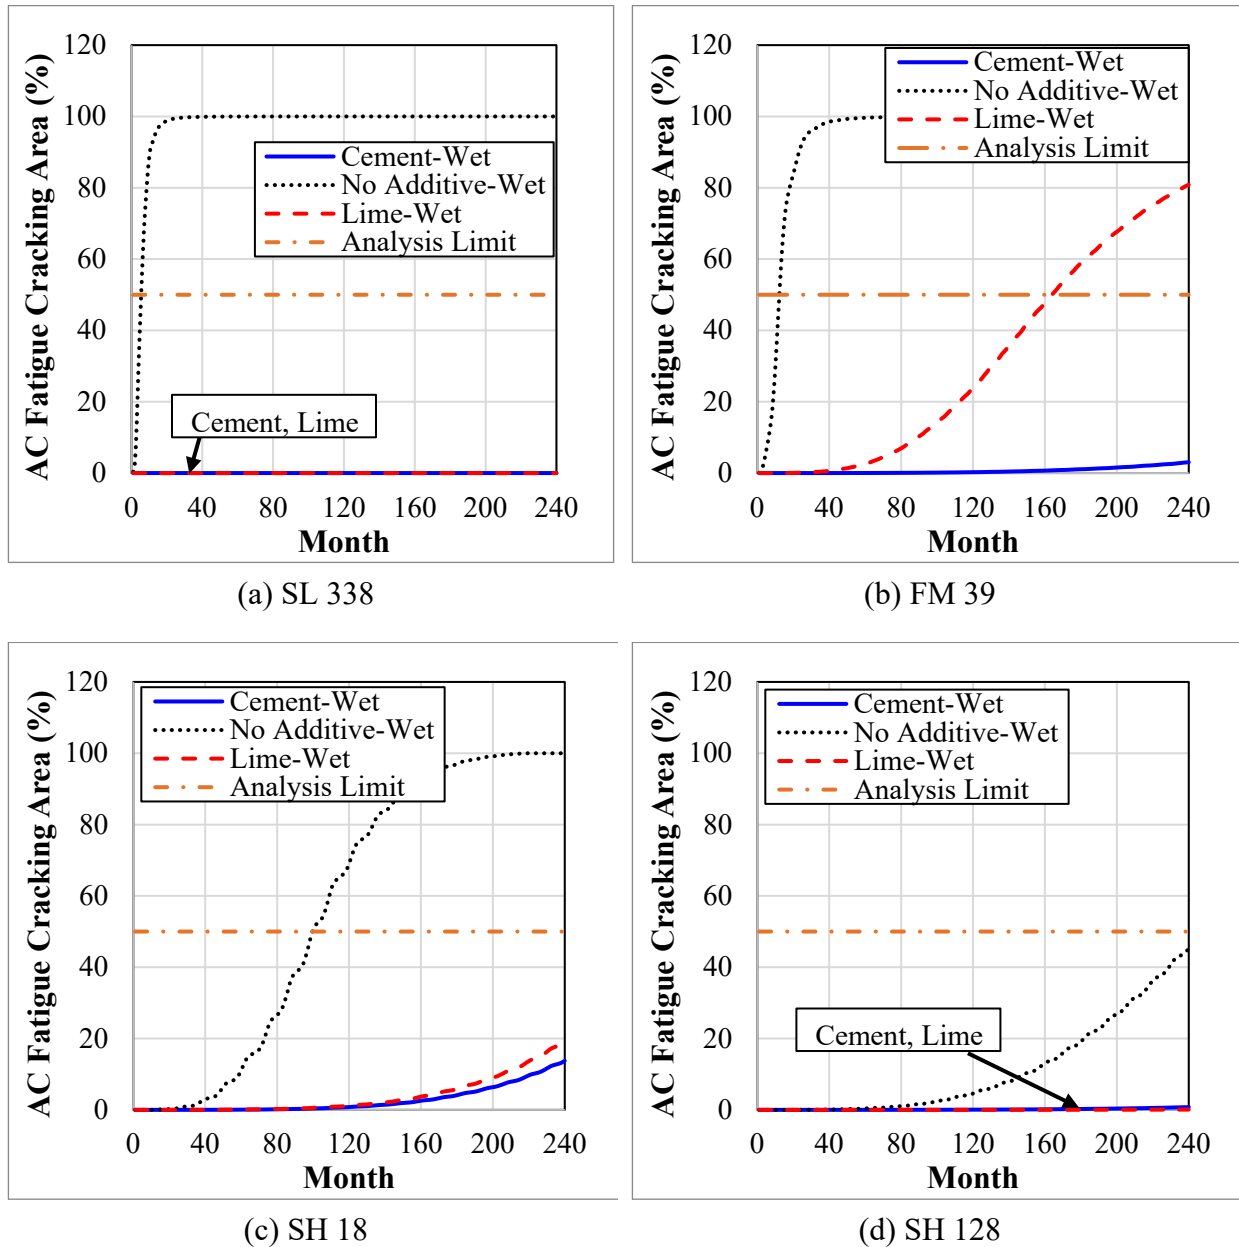 AC Fatigue Cracking Area (%)
120
100
80
60
40
20
0
Cement-Wet
No Additive-Wet
Lime-Wet
Analysis Limit
Cement, Lime
0 40 80 120 160 200 240
Month
(a) SL 338
AC Fatigue Cracking Area (%)
120
100
80
60
40
20
0
Cement-Wet
No Additive-Wet
Lime-Wet
Analysis Limit
0 40 80 120 160 200 240
Month
(b) FM 39
AC Fatigue Cracking Area (%)
120
100
80
60
40
20
0
Cement-Wet
No Additive-Wet
Lime-Wet
Analysis Limit
0 40 80 120 160 200 240
Month
(c) SH 18
AC Fatigue Cracking Area (%)
120
100
80
60
40
20
0
Cement-Wet
No Additive-Wet
Lime-Wet
Analysis Limit
Cement, Lime
0 40 80 120 160 200 240
Month
(d) SH 128